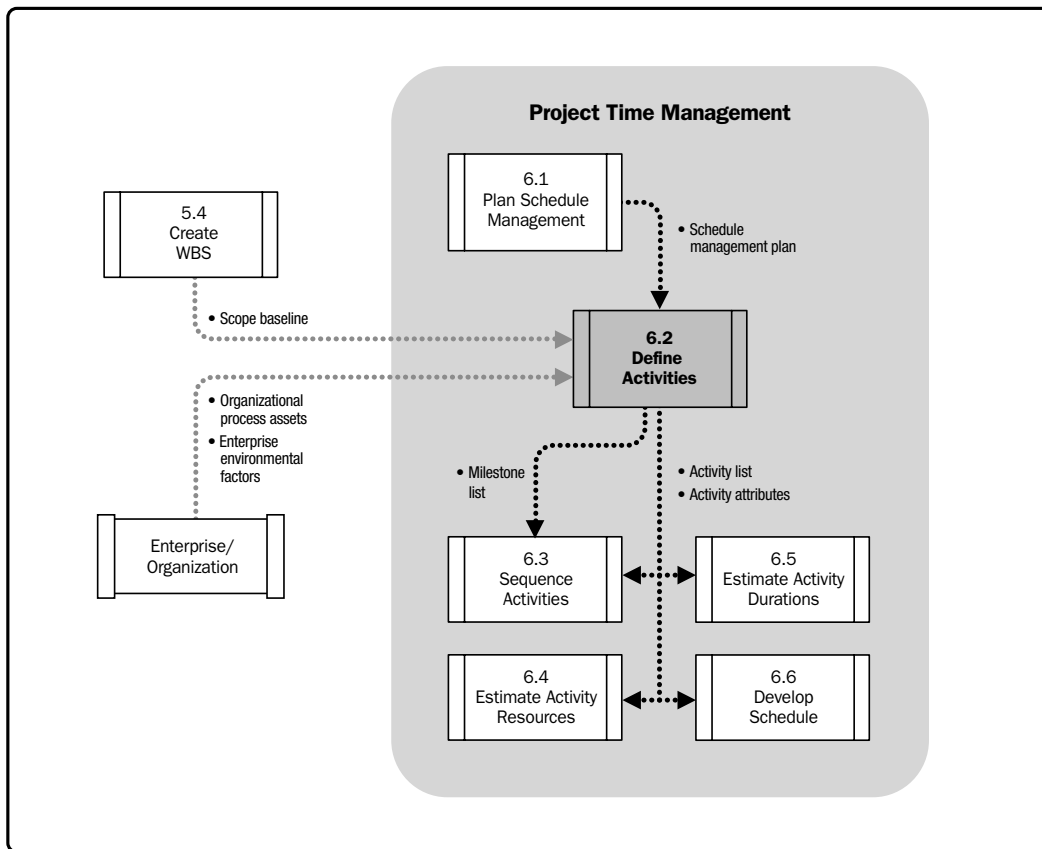 Project Time Management
6.1
Plan Schedule
Management
5.4
Create
WBS
• Schedule
management plan
• Scope baseline
6.2
Define
Activities
• Organizational
process assets
• Enterprise
environmental
factors
• Milestone
list
• Activity list
• Activity attributes
Enterprise/
Organization
6.3
Sequence
Activities
6.5
Estimate Activity
Durations
6.4
Estimate Activity
Resources
6.6
Develop
Schedule